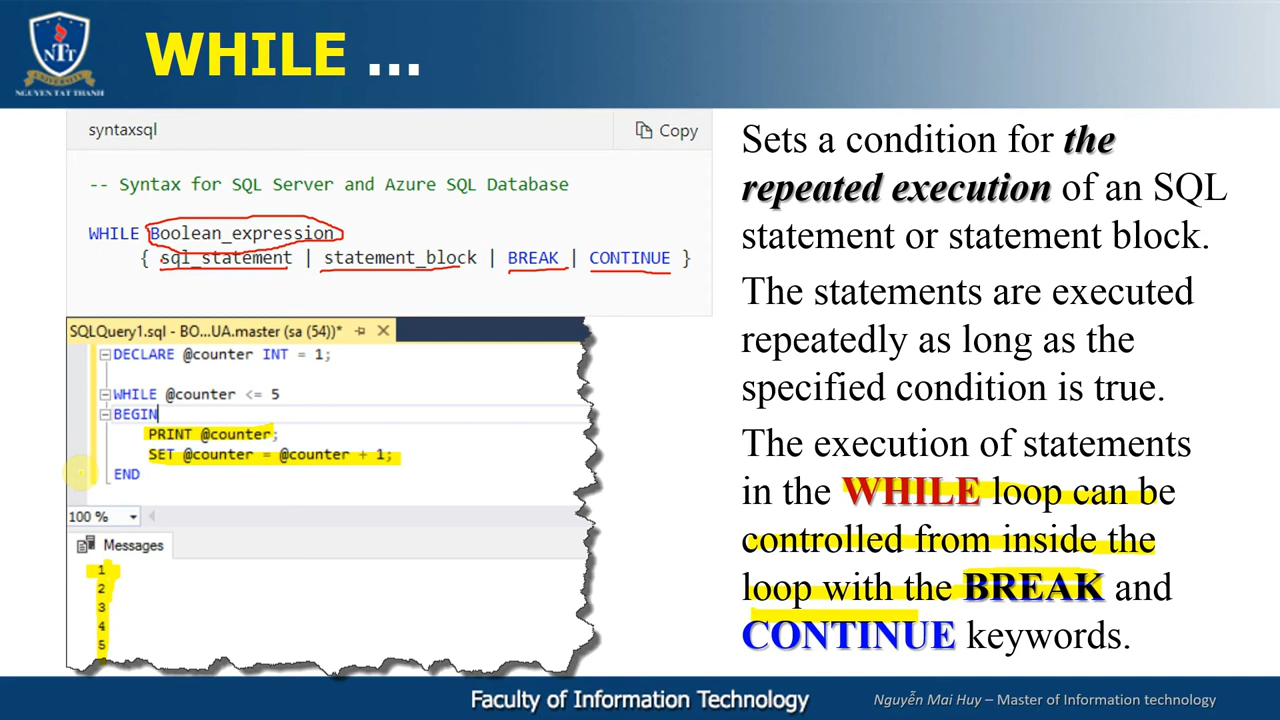 NTT
UNIVERSITY
NGUYEN TAT THANH
WHILE ...
syntaxsql
Copy
-- Syntax for SQL Server and Azure SQL Database
WHILE Boolean_expression
{ sql_statement | statement_block | BREAK | CONTINUE }
SQLQuery1.sql - BO...UA.master (sa (54))*
DECLARE @counter INT = 1;
WHILE @counter <= 5
BEGIN
PRINT @counter;
SET @counter = @counter + 1;
END
100 %
Messages
1
2
3
4
5
Sets a condition for the
repeated execution of an SQL
statement or statement block.
The statements are executed
repeatedly as long as the
specified condition is true.
The execution of statements
in the WHILE loop can be
controlled from inside the
loop with the BREAK and
CONTINUE keywords.
Faculty of Information Technology
Nguyễn Mai Huy – Master of Information technology